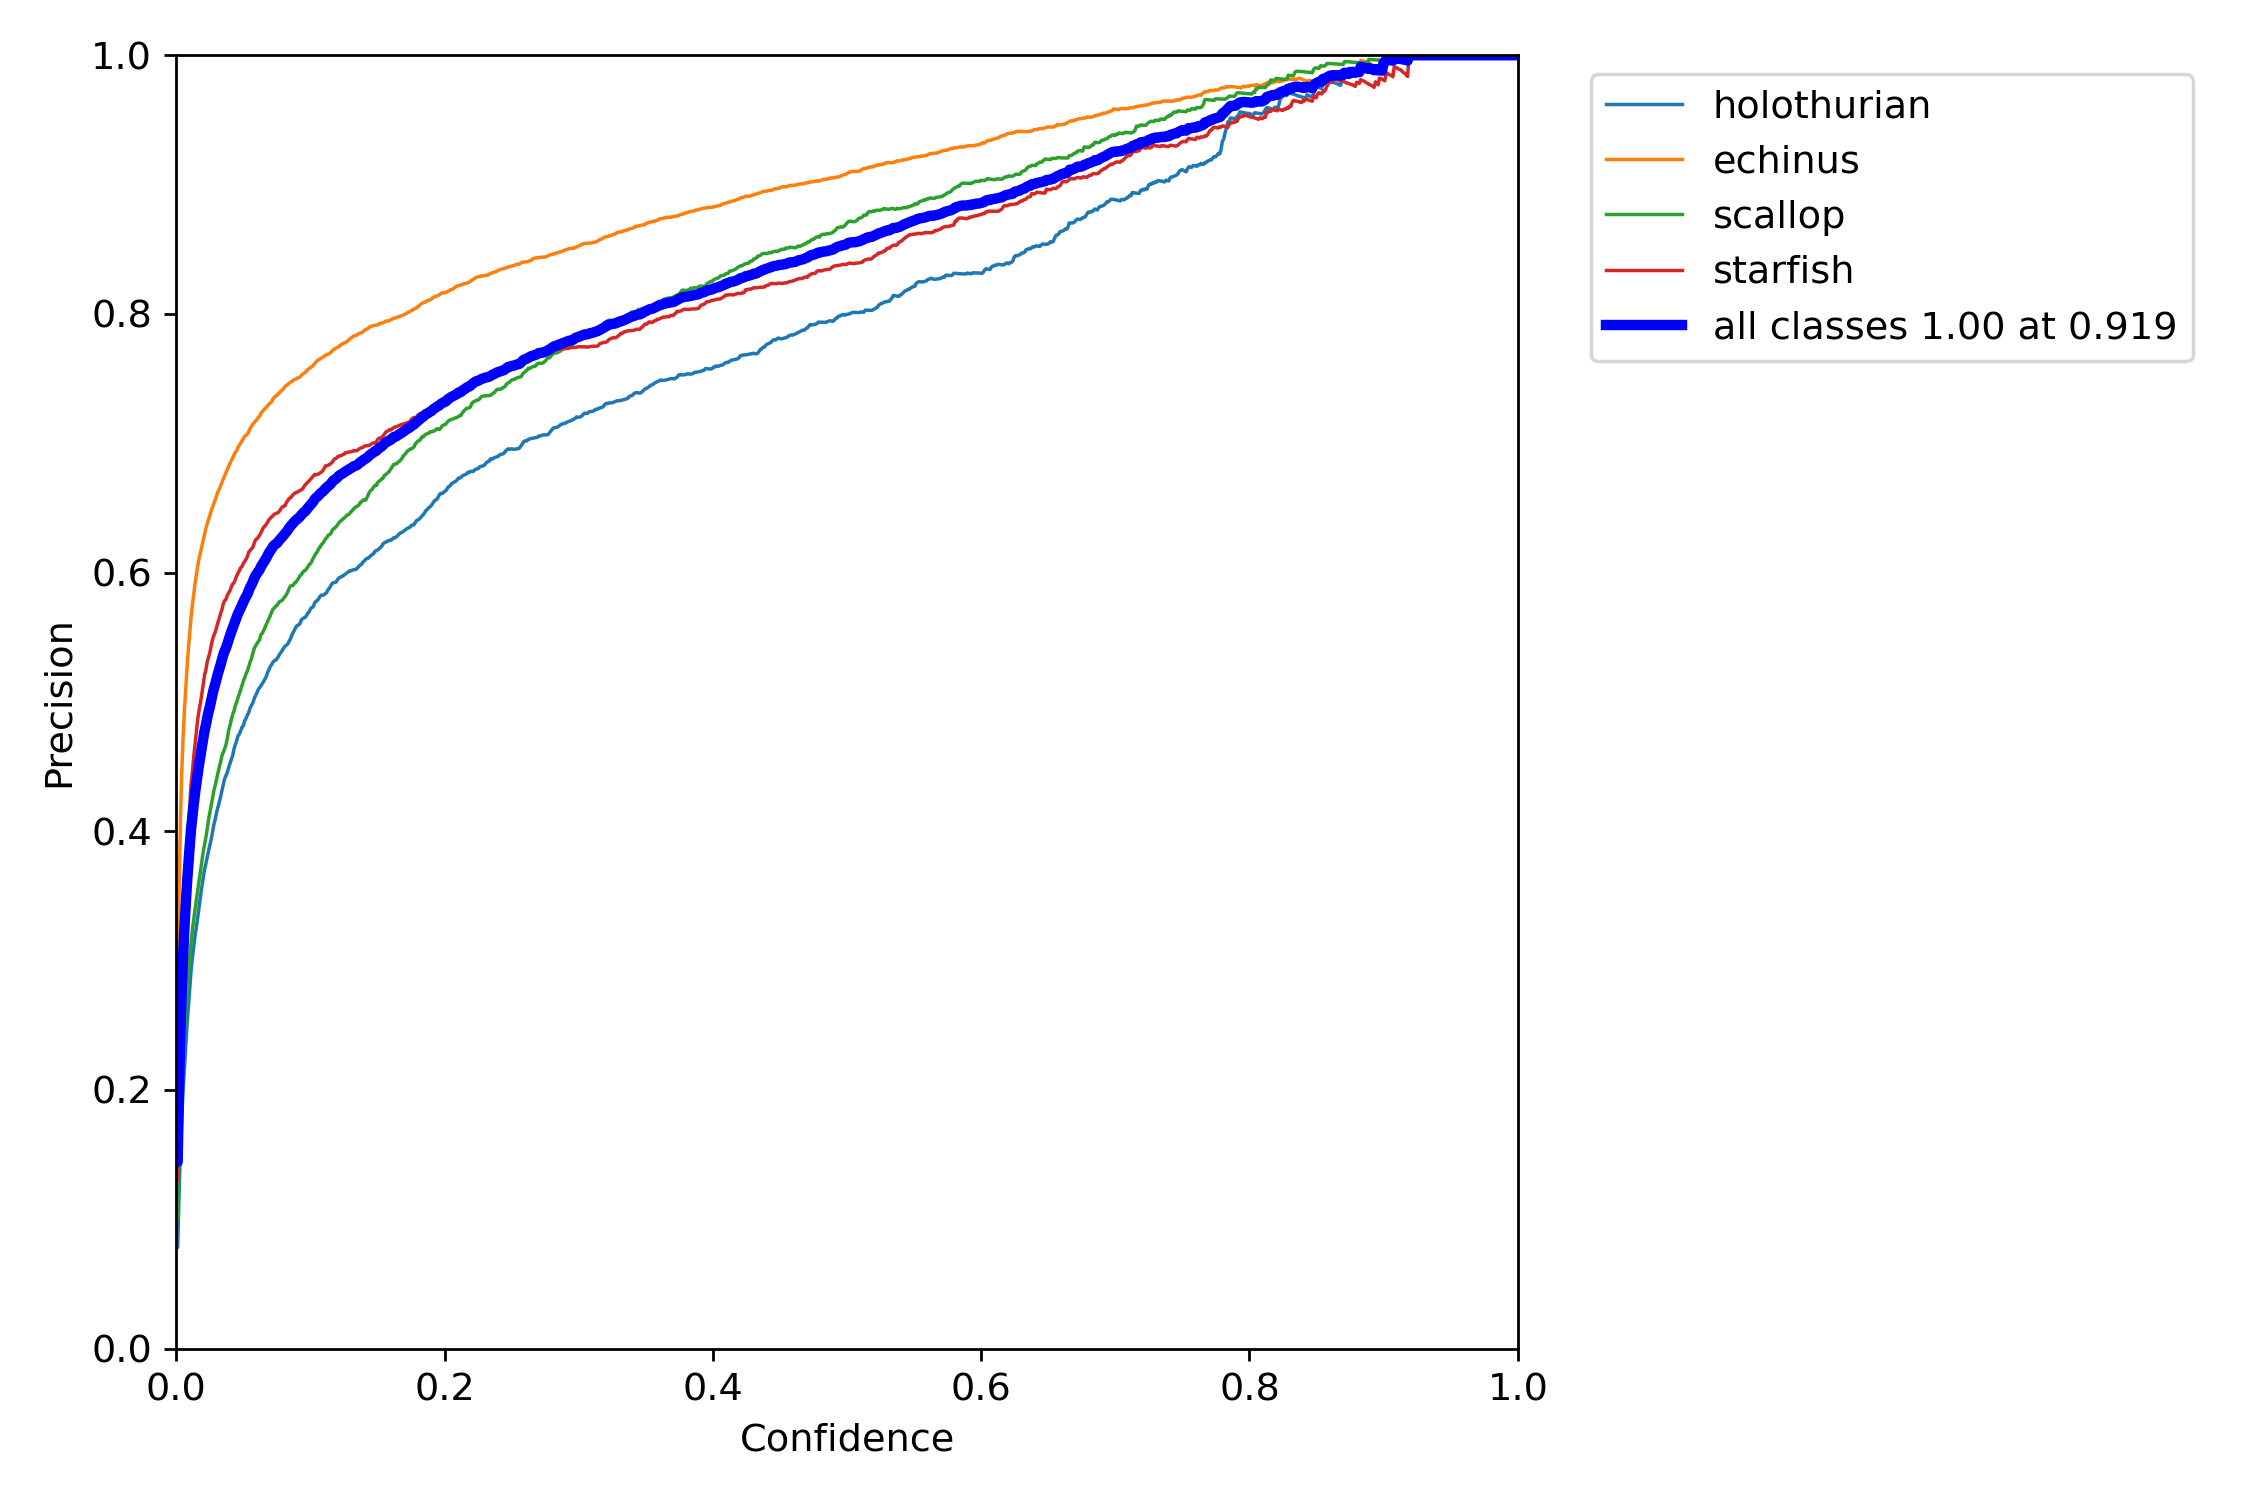 1.0
0.8
0.6
0.4
0.2
0.0
Precision
0.0 0.2 0.4 0.6 0.8 1.0
Confidence
holothurian
echinus
scallop
starfish
all classes 1.00 at 0.919